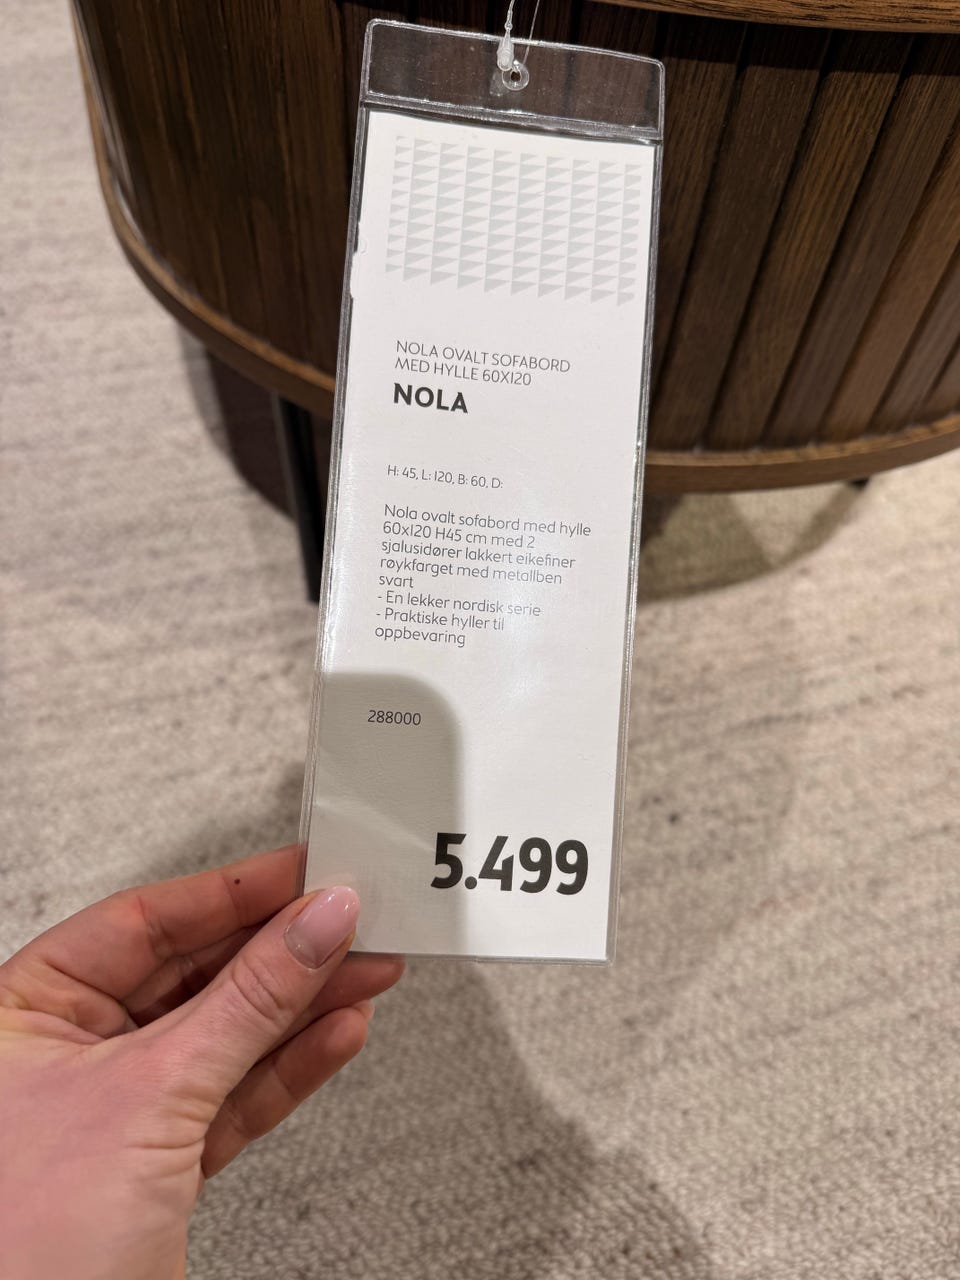 NOLA OVALT SOFABORD
MED HYLLE 60X120
NOLA
H: 45, L: 120, B: 60, D:
Nola ovalt sofabord med hylle
60x120 H45 cm med 2
sjalusidører lakkert eikefiner
røykfarget med metallben
svart
- En lekker nordisk serie
- Praktiske hyller til
oppbevaring
288000
5.499